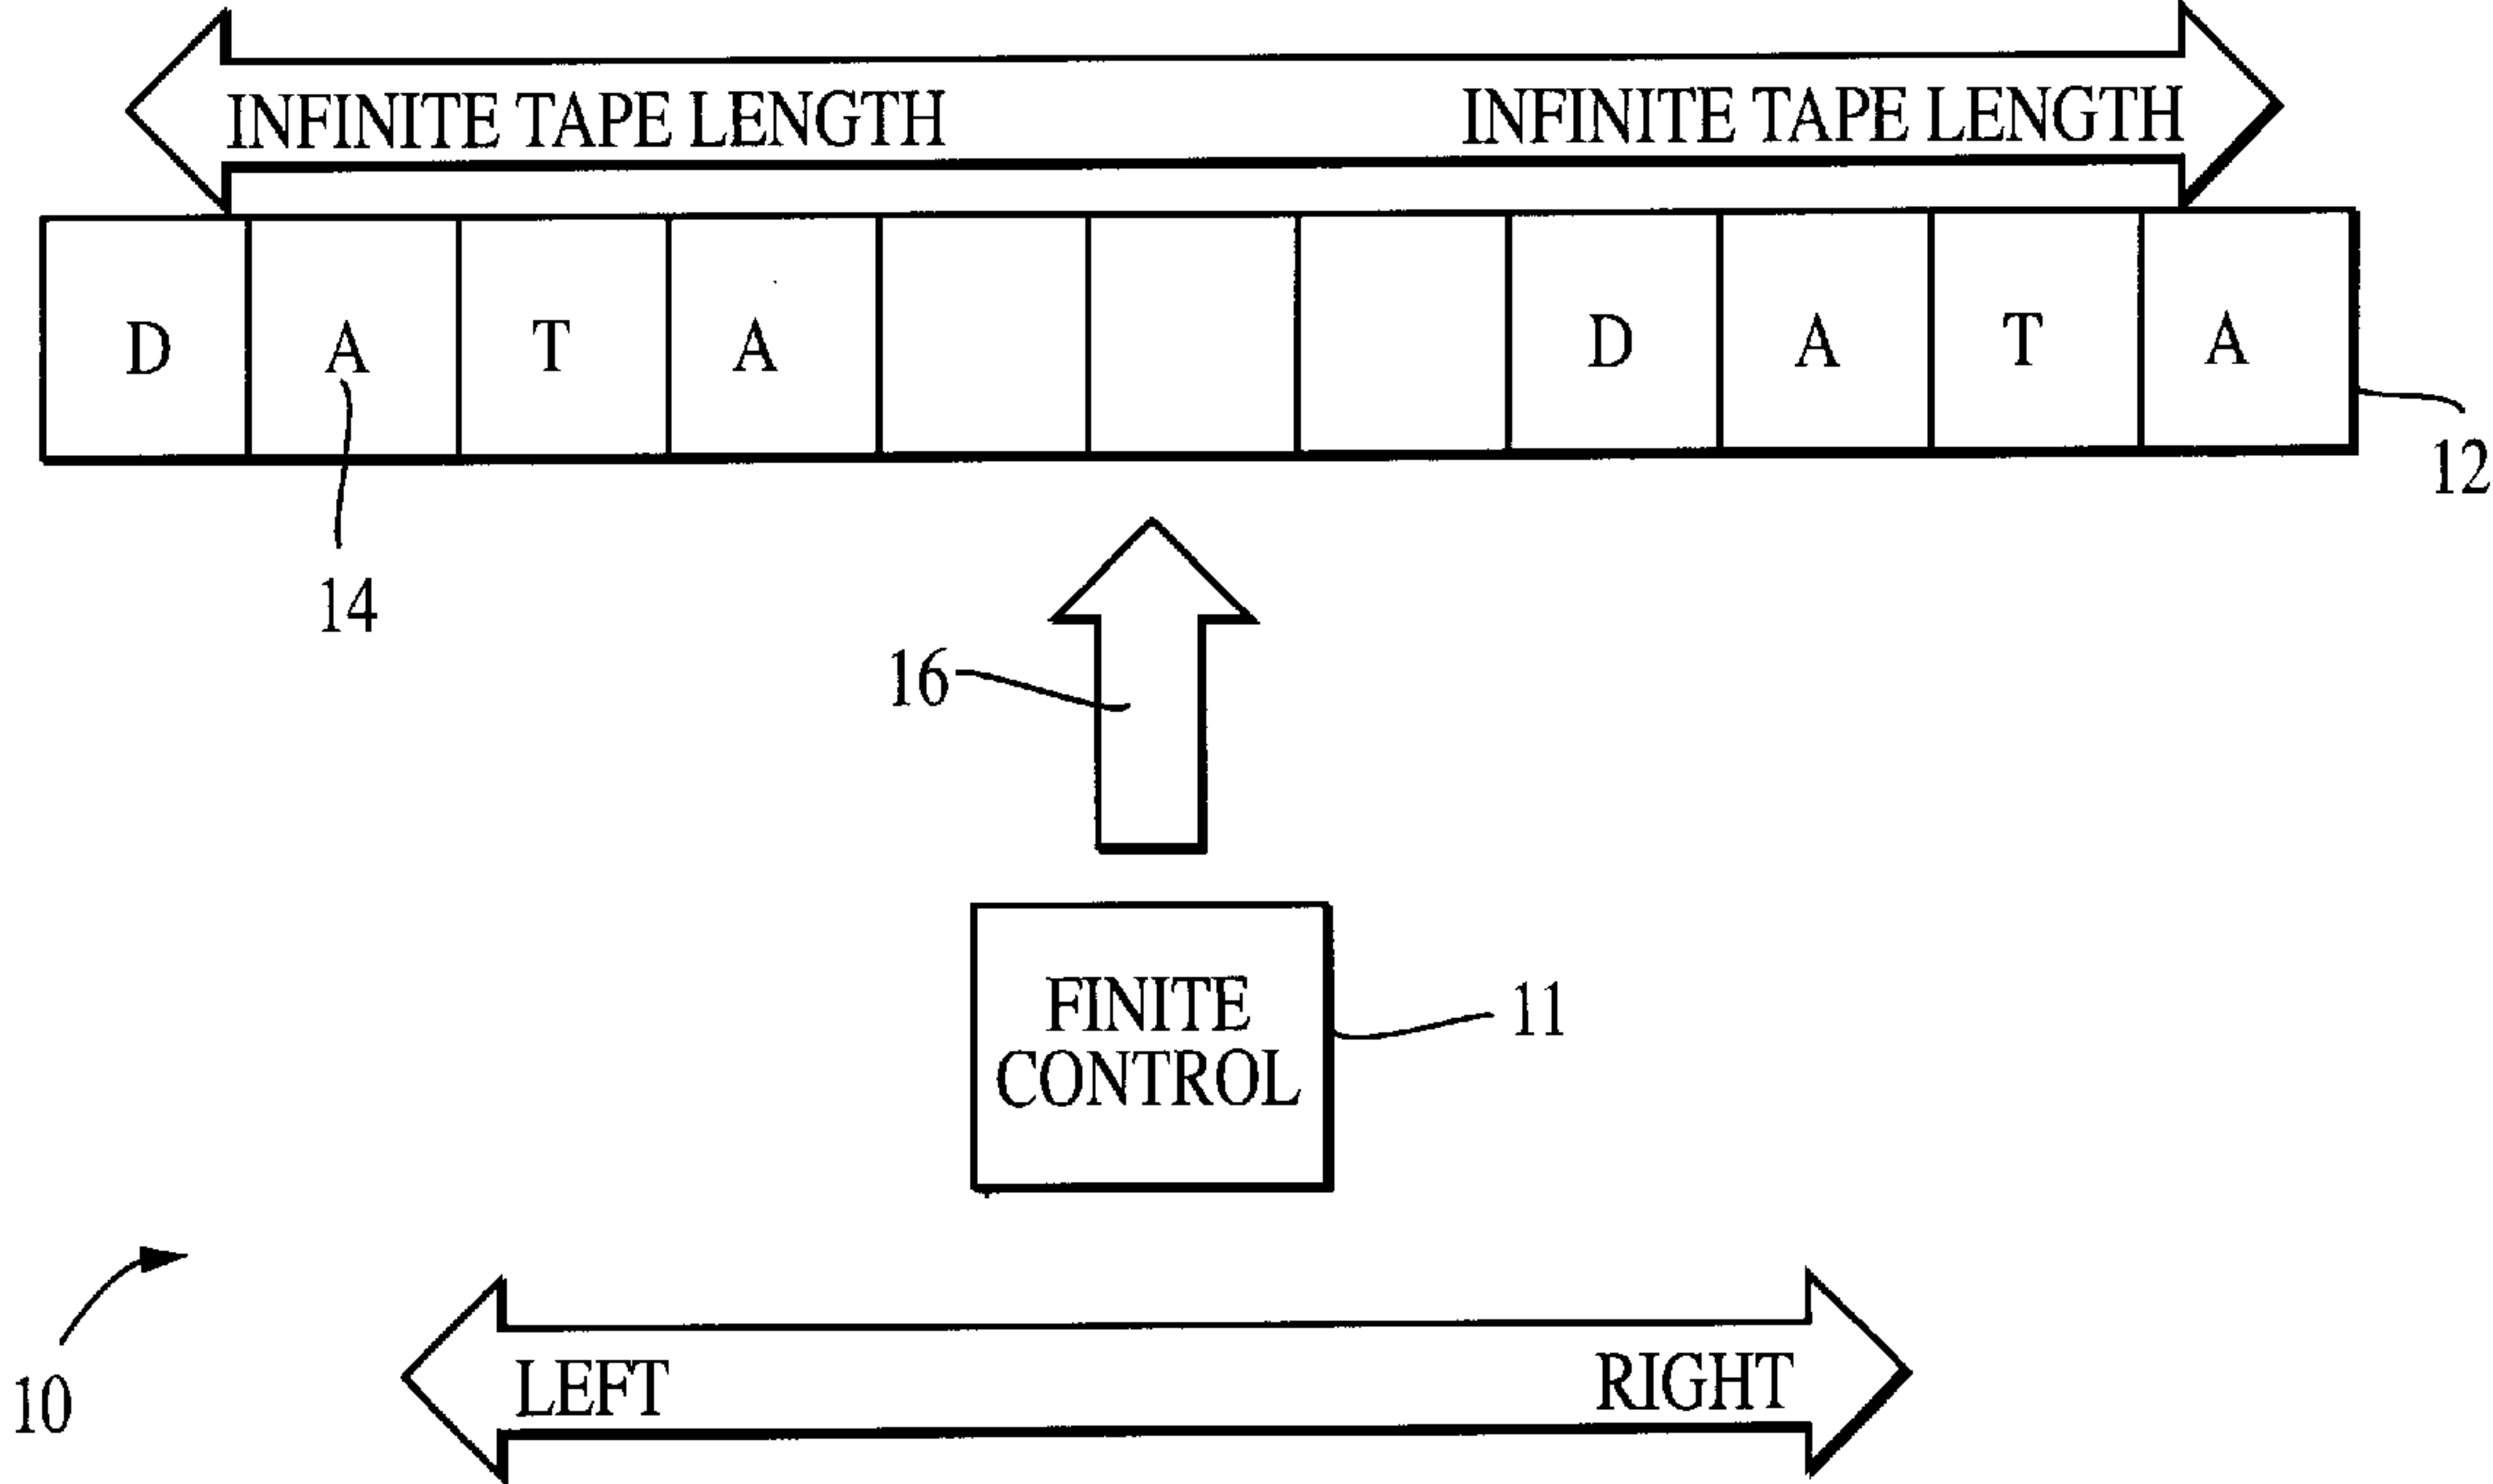 INFINITE TAPE LENGTH INFINITE TAPE LENGTH
D A T A D A T A
12
14
16
FINITE
CONTROL
11
10
LEFT RIGHT